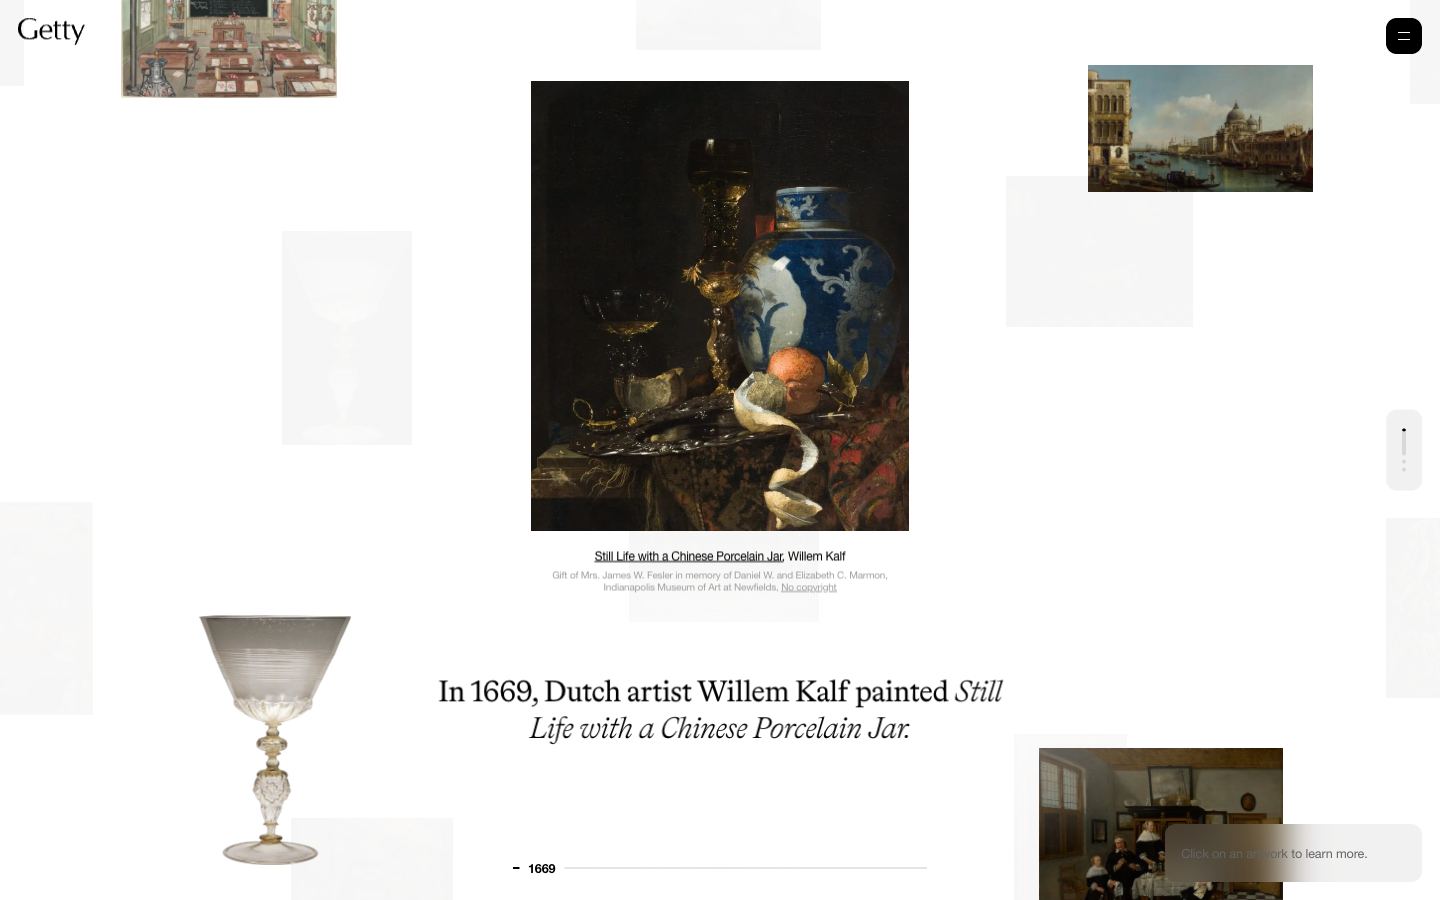 Getty
Still Life with a Chinese Porcelain Jar, Willem Kalf
Gift of Mrs. James W. Fesler in memory of Daniel W. and Elizabeth C. Marmon,
Indianapolis Museum of Art at Newfields, No copyright
In 1669, Dutch artist Willem Kalf painted Still
Life with a Chinese Porcelain Jar.
1669
Click on an artwork to learn more.